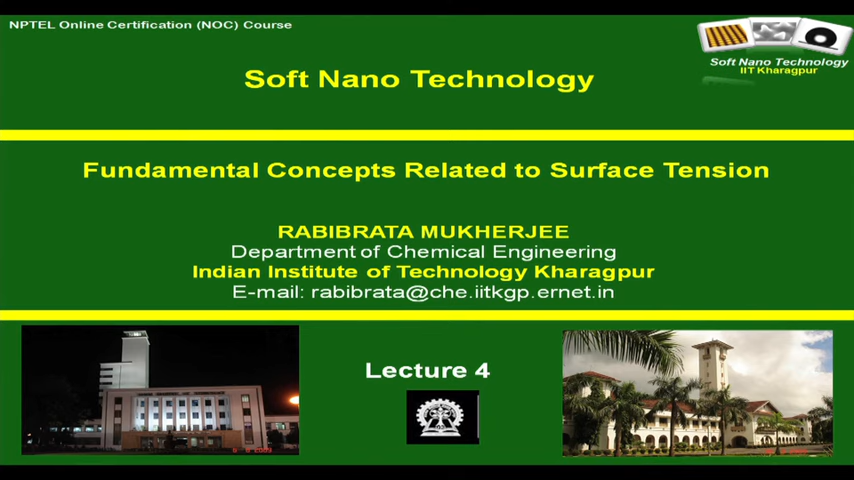 NPTEL Online Certification (NOC) Course
Soft Nano Technology
IIT Kharagpur
Soft Nano Technology
Fundamental Concepts Related to Surface Tension
RABIBRATA MUKHERJEE
Department of Chemical Engineering
Indian Institute of Technology Kharagpur
E-mail: rabibrata@che.iitkgp.ernet.in
Lecture 4